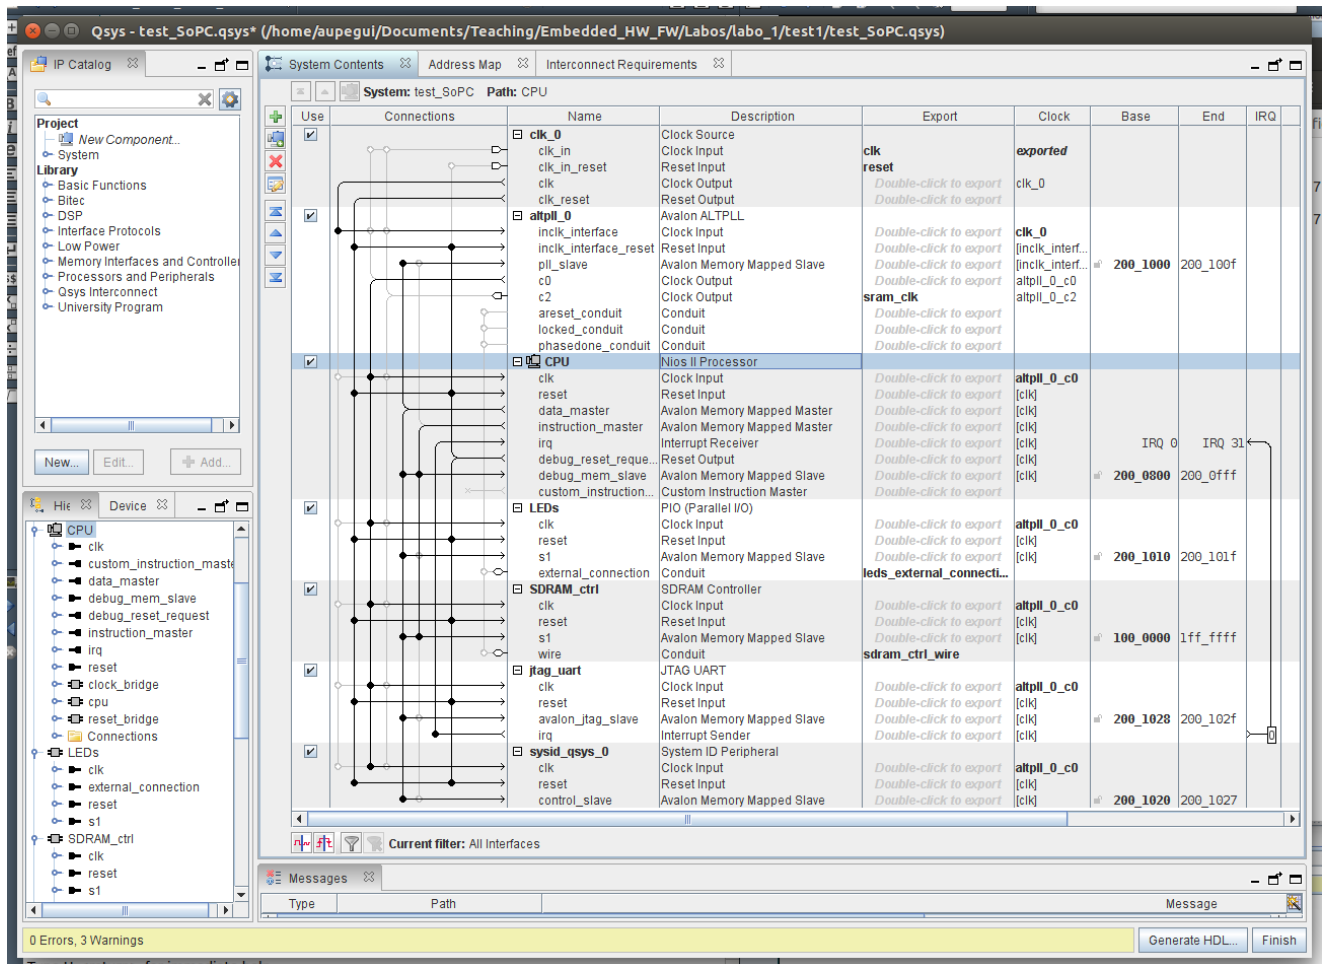 Qsys - test_SoPC.qsys* (/home/aupegui/Documents/Teaching/Embedded_HW_FW/Labos/labo_1/test1/test_SoPC.qsys)
IP Catalog
Project
New Component...
System
Library
Basic Functions
Bitec
DSP
Interface Protocols
Low Power
Memory Interfaces and Controller
Processors and Peripherals
Qsys Interconnect
University Program
New... Edit... Add...
Hie Device
CPU
clk
custom_instruction_maste
data_master
debug_mem_slave
debug_reset_request
instruction_master
irq
reset
clock_bridge
cpu
reset_bridge
Connections
LEDs
clk
external_connection
reset
s1
SDRAM_ctrl
clk
reset
s1
System Contents Address Map Interconnect Requirements
System: test_SoPC Path: CPU
Use Connections Name Description Export Clock Base End IRQ
clk_0 Clock Source
clk_in Clock Input clk exported
clk_in_reset Reset Input reset
clk Clock Output Double-click to export clk_0
clk_reset Reset Output Double-click to export
altpll_0 Avalon ALTPLL
inclk_interface Clock Input Double-click to export clk_0
inclk_interface_reset Reset Input Double-click to export [inclk_interf...
pll_slave Avalon Memory Mapped Slave Double-click to export [inclk_interf... 200_1000 200_100f
c0 Clock Output Double-click to export altpll_0_c0
c2 Clock Output sram_clk altpll_0_c2
areset_conduit Conduit Double-click to export
locked_conduit Conduit Double-click to export
phasedone_conduit Conduit Double-click to export
CPU Nios II Processor
clk Clock Input Double-click to export altpll_0_c0
reset Reset Input Double-click to export [clk]
data_master Avalon Memory Mapped Master Double-click to export [clk]
instruction_master Avalon Memory Mapped Master Double-click to export [clk]
irq Interrupt Receiver Double-click to export [clk] IRQ 0 IRQ 31
debug_reset_reque... Reset Output Double-click to export [clk]
debug_mem_slave Avalon Memory Mapped Slave Double-click to export [clk] 200_0800 200_0fff
custom_instruction... Custom Instruction Master Double-click to export
LEDs PIO (Parallel I/O)
clk Clock Input Double-click to export altpll_0_c0
reset Reset Input Double-click to export [clk]
s1 Avalon Memory Mapped Slave Double-click to export [clk] 200_1010 200_101f
external_connection Conduit leds_external_connecti...
SDRAM_ctrl SDRAM Controller
clk Clock Input Double-click to export altpll_0_c0
reset Reset Input Double-click to export [clk]
s1 Avalon Memory Mapped Slave Double-click to export [clk] 100_0000 1ff_ffff
wire Conduit sdram_ctrl_wire
jtag_uart JTAG UART
clk Clock Input Double-click to export altpll_0_c0
reset Reset Input Double-click to export [clk]
avalon_jtag_slave Avalon Memory Mapped Slave Double-click to export [clk] 200_1028 200_102f
irq Interrupt Sender Double-click to export [clk] 0
sysid_qsys_0 System ID Peripheral
clk Clock Input Double-click to export altpll_0_c0
reset Reset Input Double-click to export [clk]
control_slave Avalon Memory Mapped Slave Double-click to export [clk] 200_1020 200_1027
Current filter: All Interfaces
Messages
Type Path Message
0 Errors, 3 Warnings Generate HDL... Finish